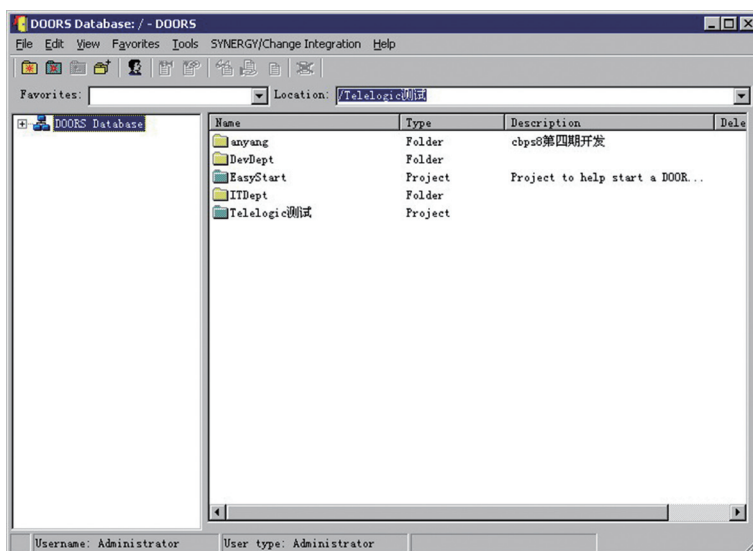 DOORS Database: / - DOORS
File Edit View Favorites Tools SYNERGY/Change Integration Help
Favorites: Location: /Telelogic测试
DOORS Database
Name Type Description Dele
anyang Folder cbps8第四期开发
DevDept Folder
EasyStart Project Project to help start a DOOR...
ITDept Folder
Telelogic测试 Project
Username: Administrator User type: Administrator